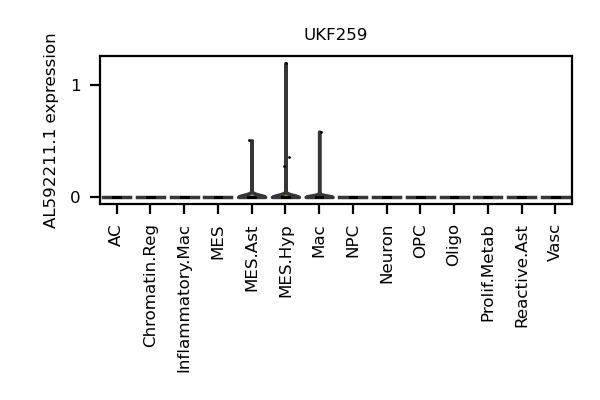 UKF259
AL592211.1 expression
1
0
AC
Chromatin.Reg
Inflammatory.Mac
MES
MES.Ast
MES.Hyp
Mac
NPC
Neuron
OPC
Oligo
Prolif.Metab
Reactive.Ast
Vasc